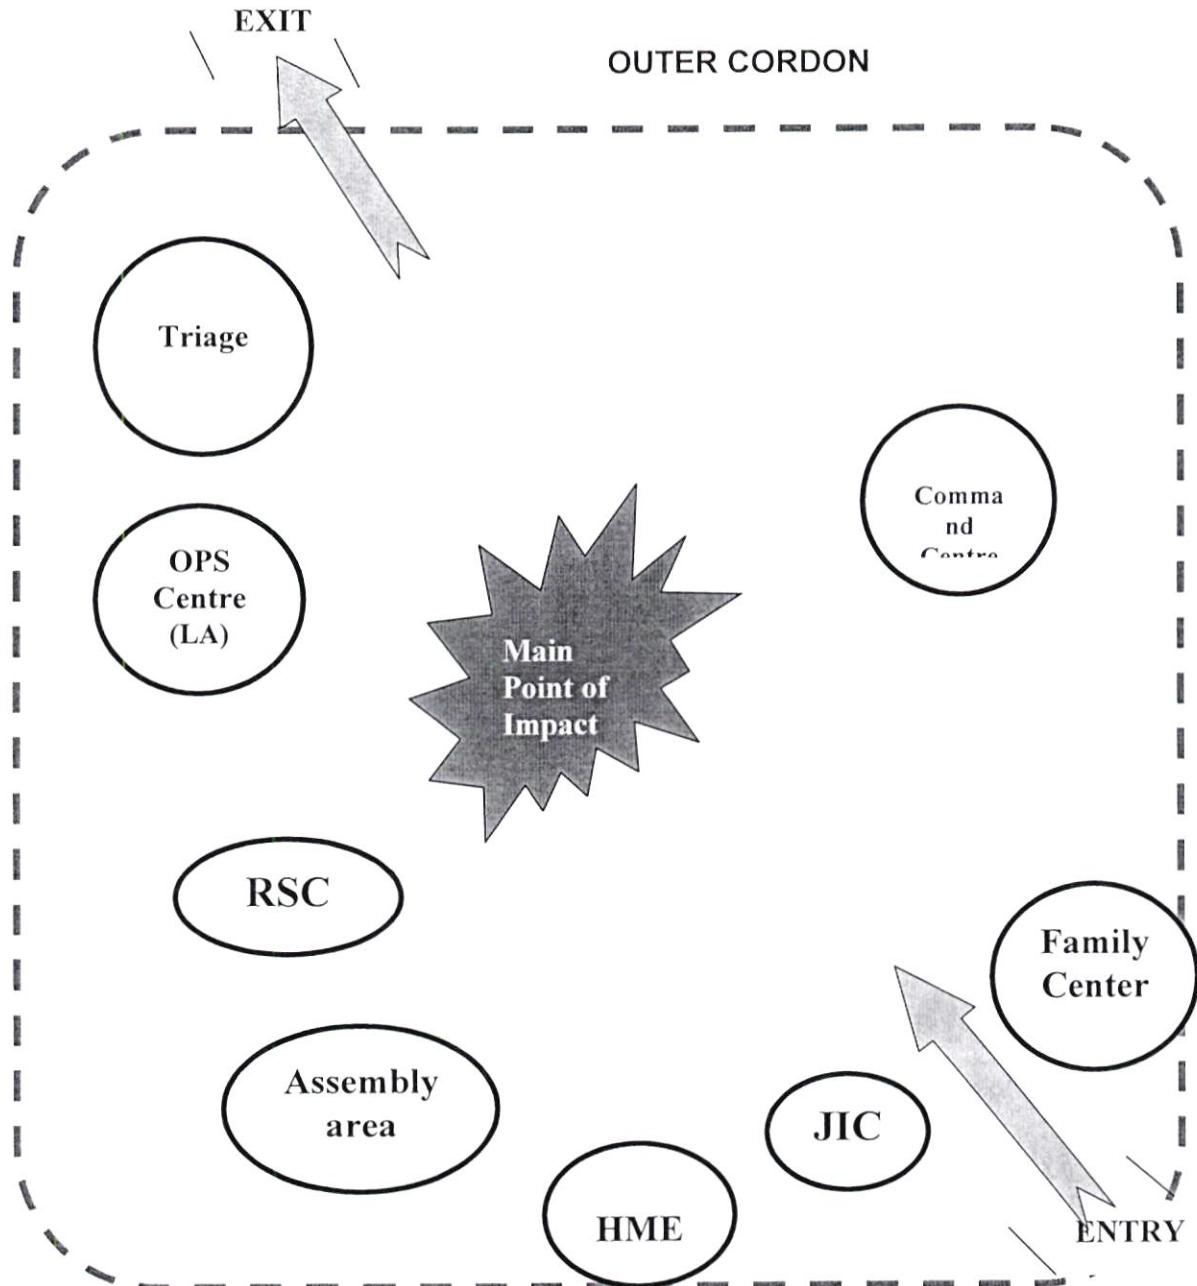 EXIT
OUTER CORDON
Triage
Comma
nd
Centre
OPS
Centre
(LA)
Main
Point of
Impact
RSC
Family
Center
Assembly
area
JIC
HME
ENTRY